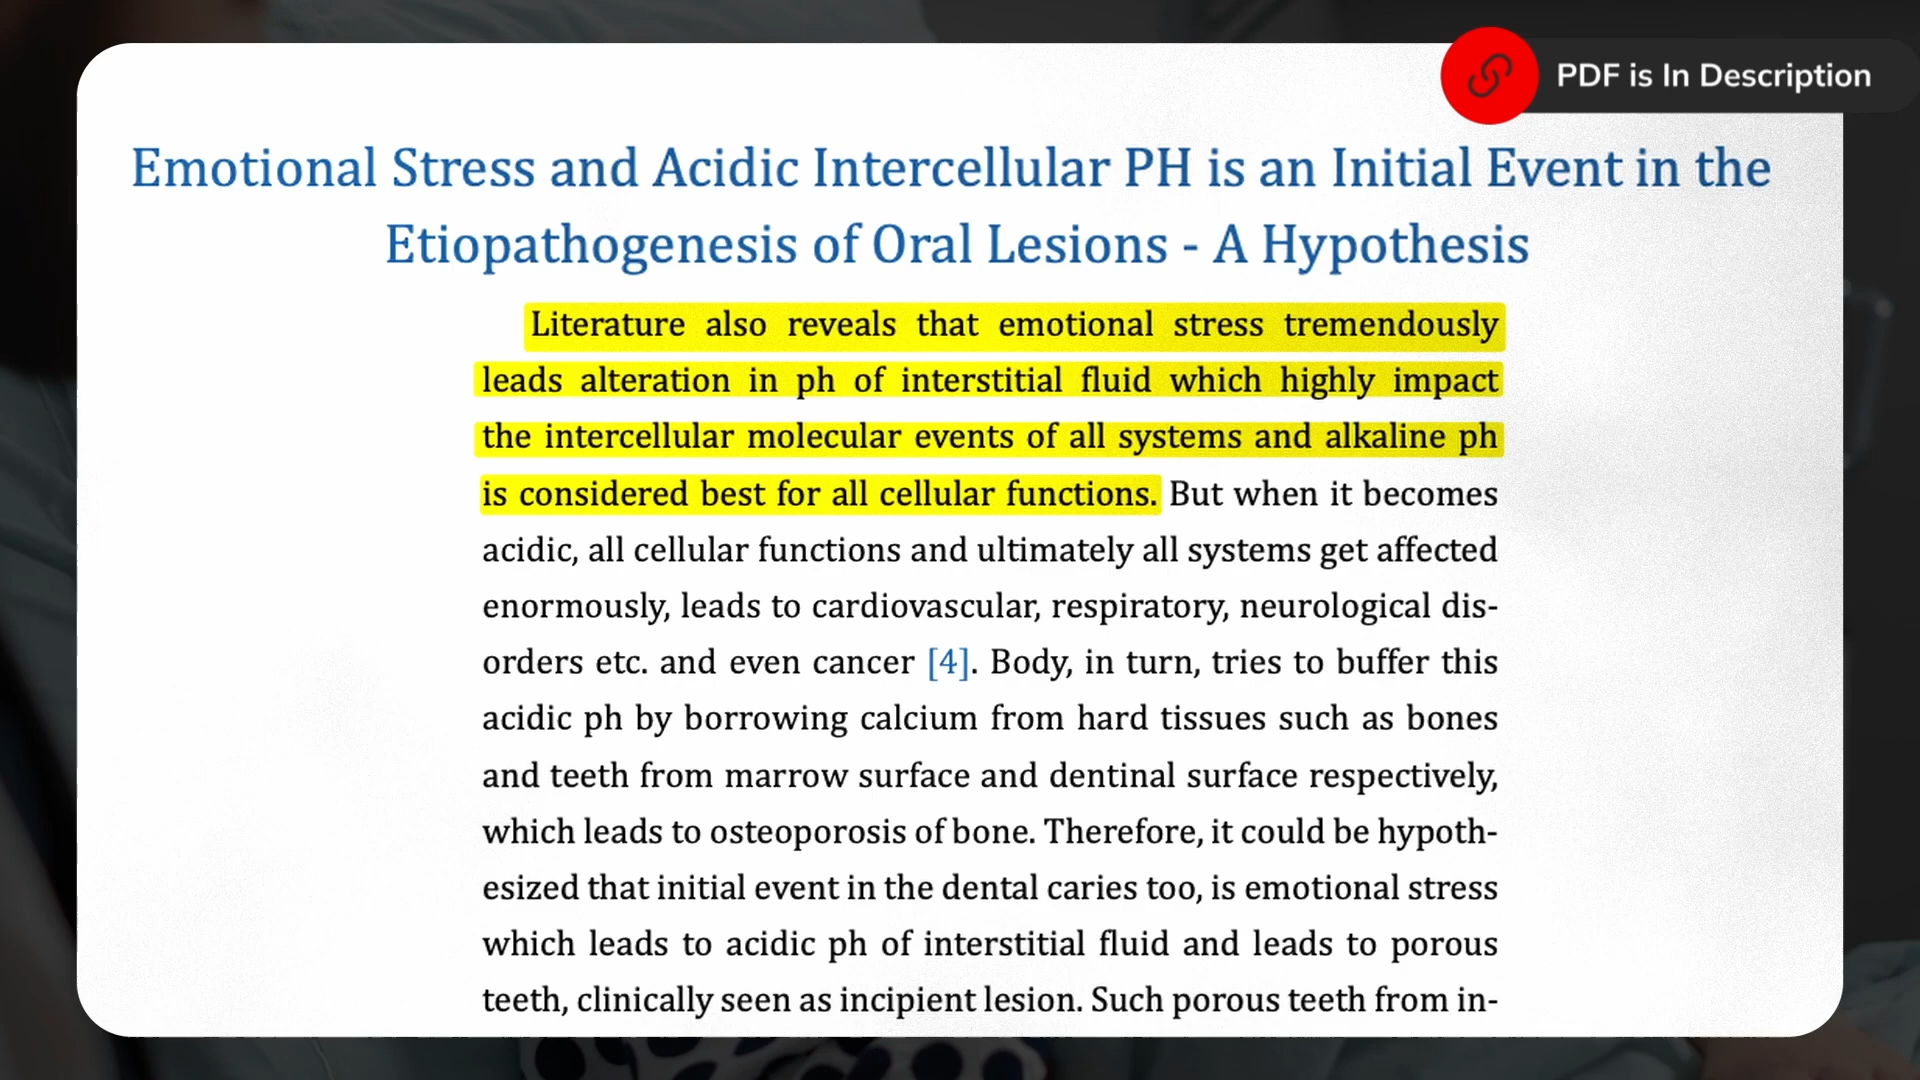 PDF is In Description
Emotional Stress and Acidic Intercellular PH is an Initial Event in the
Etiopathogenesis of Oral Lesions - A Hypothesis
Literature also reveals that emotional stress tremendously
leads alteration in ph of interstitial fluid which highly impact
the intercellular molecular events of all systems and alkaline ph
is considered best for all cellular functions. But when it becomes
acidic, all cellular functions and ultimately all systems get affected
enormously, leads to cardiovascular, respiratory, neurological dis-
orders etc. and even cancer [4]. Body, in turn, tries to buffer this
acidic ph by borrowing calcium from hard tissues such as bones
and teeth from marrow surface and dentinal surface respectively,
which leads to osteoporosis of bone. Therefore, it could be hypoth-
esized that initial event in the dental caries too, is emotional stress
which leads to acidic ph of interstitial fluid and leads to porous
teeth, clinically seen as incipient lesion. Such porous teeth from in-